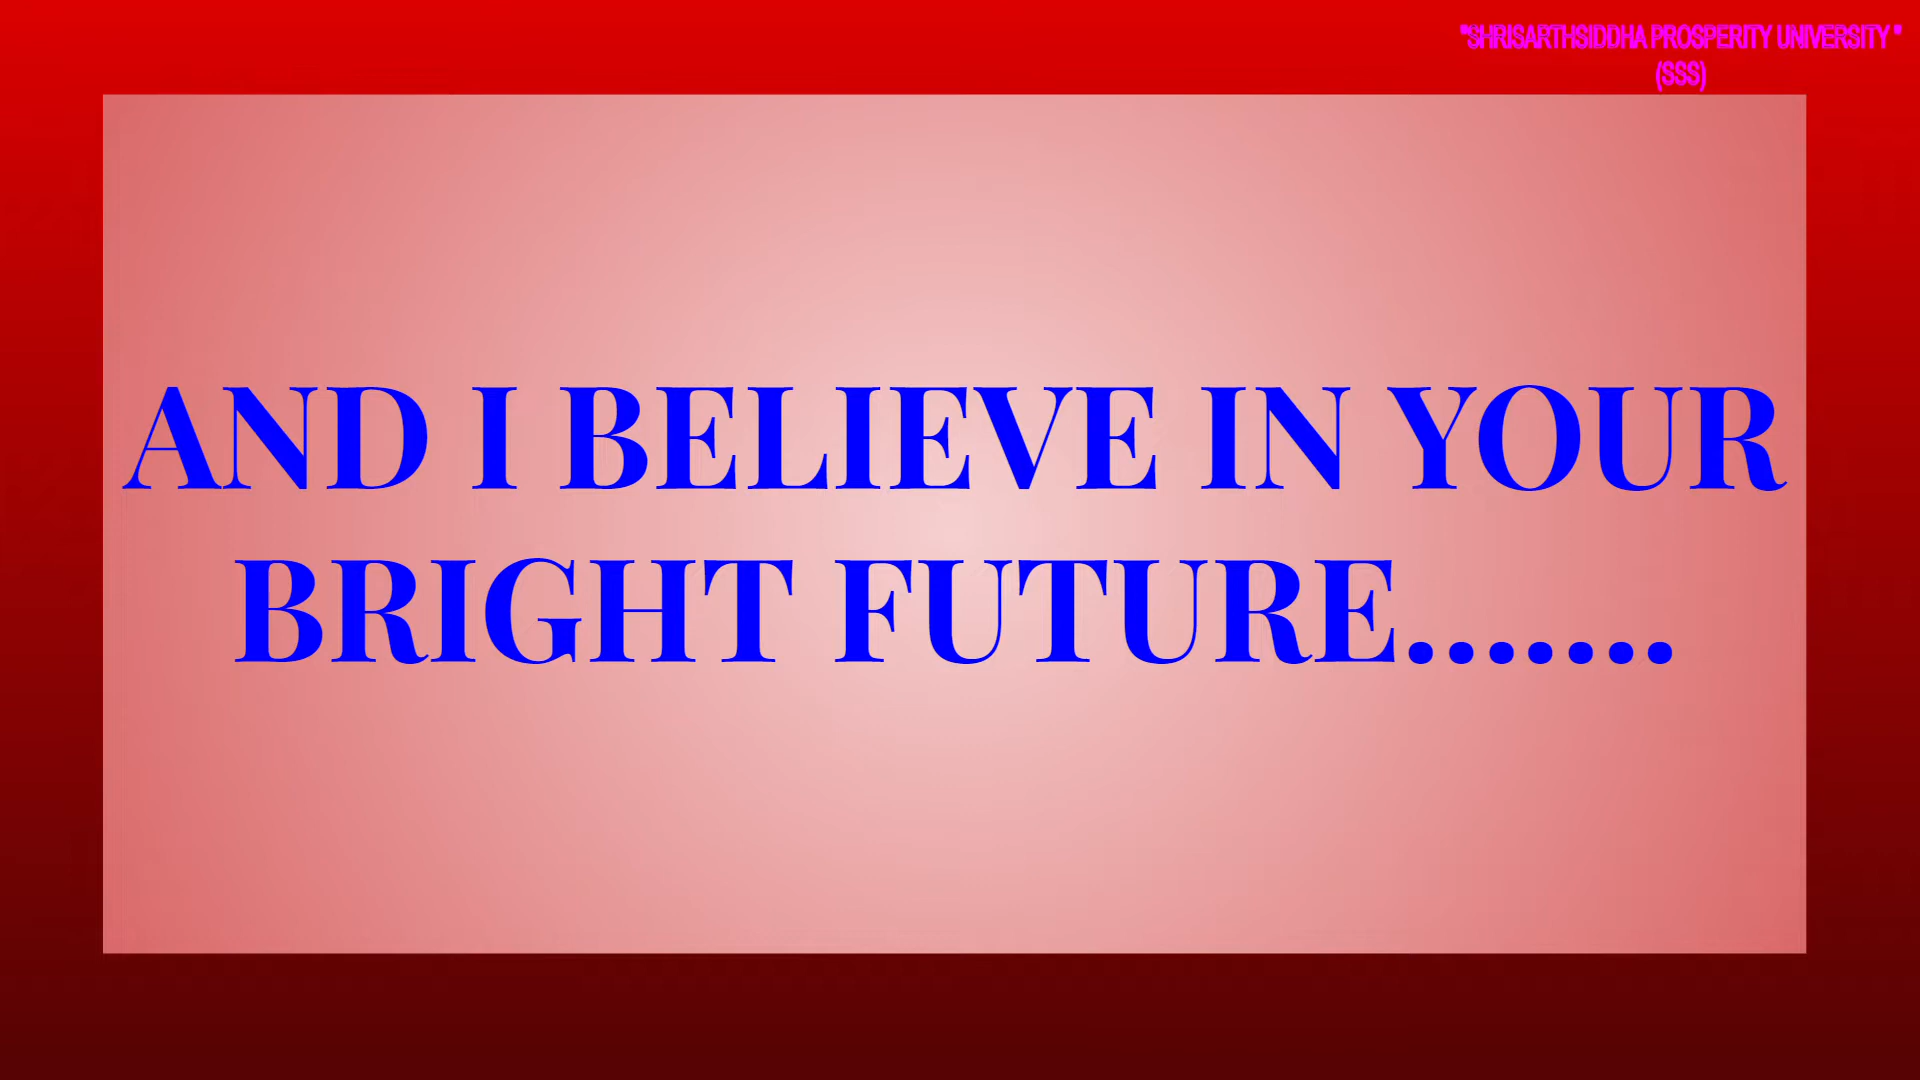 "SHRISARTHSIDDHA PROSPERITY UNIVERSITY "
(SSS)
AND I BELIEVE IN YOUR
BRIGHT FUTURE.......